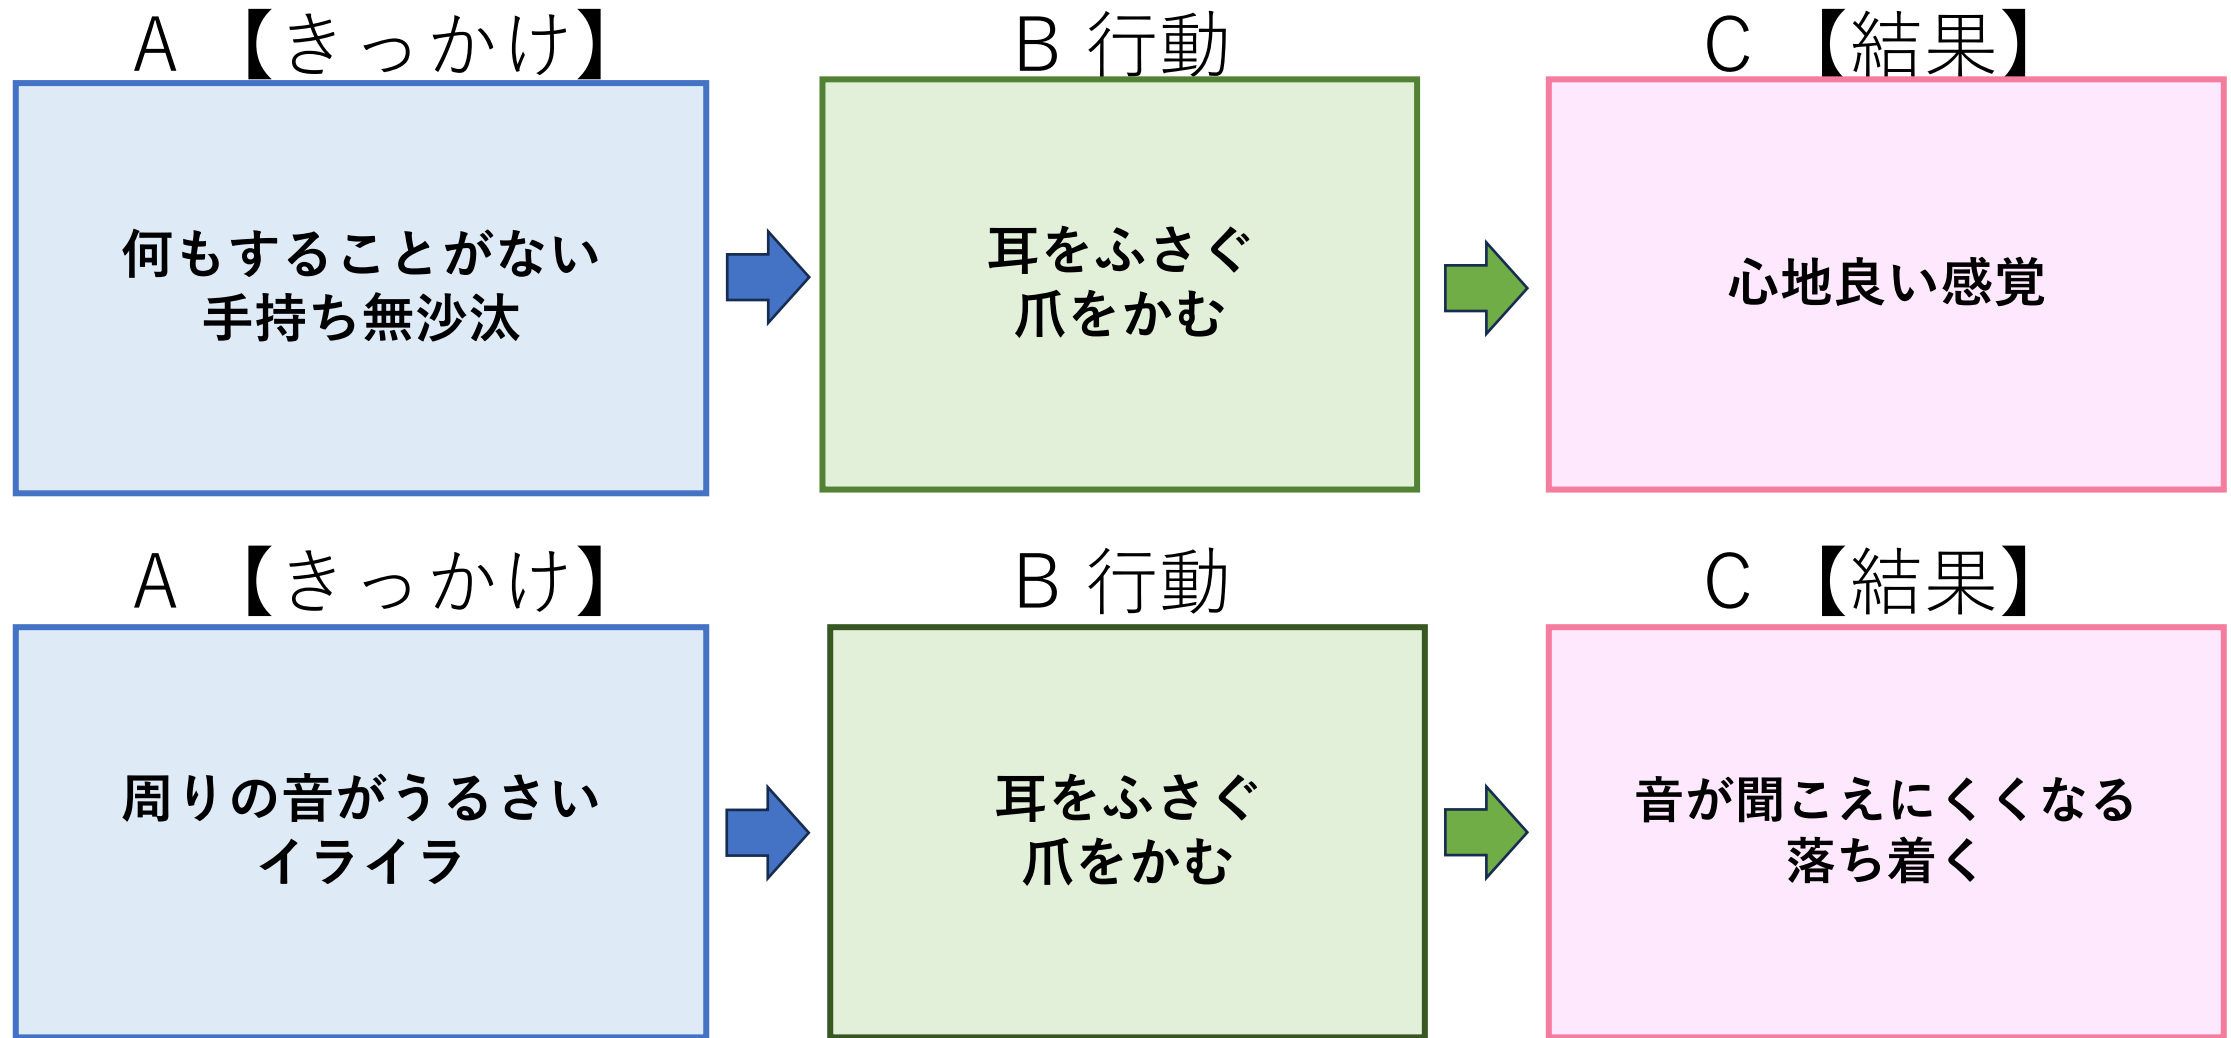 A 【きっかけ】
B 行動
C 【結果】
何もすることがない
手持ち無沙汰
耳をふさぐ
爪をかむ
心地良い感覚
A 【きっかけ】
B 行動
C 【結果】
周りの音がうるさい
イライラ
耳をふさぐ
爪をかむ
音が聞こえにくくなる
落ち着く